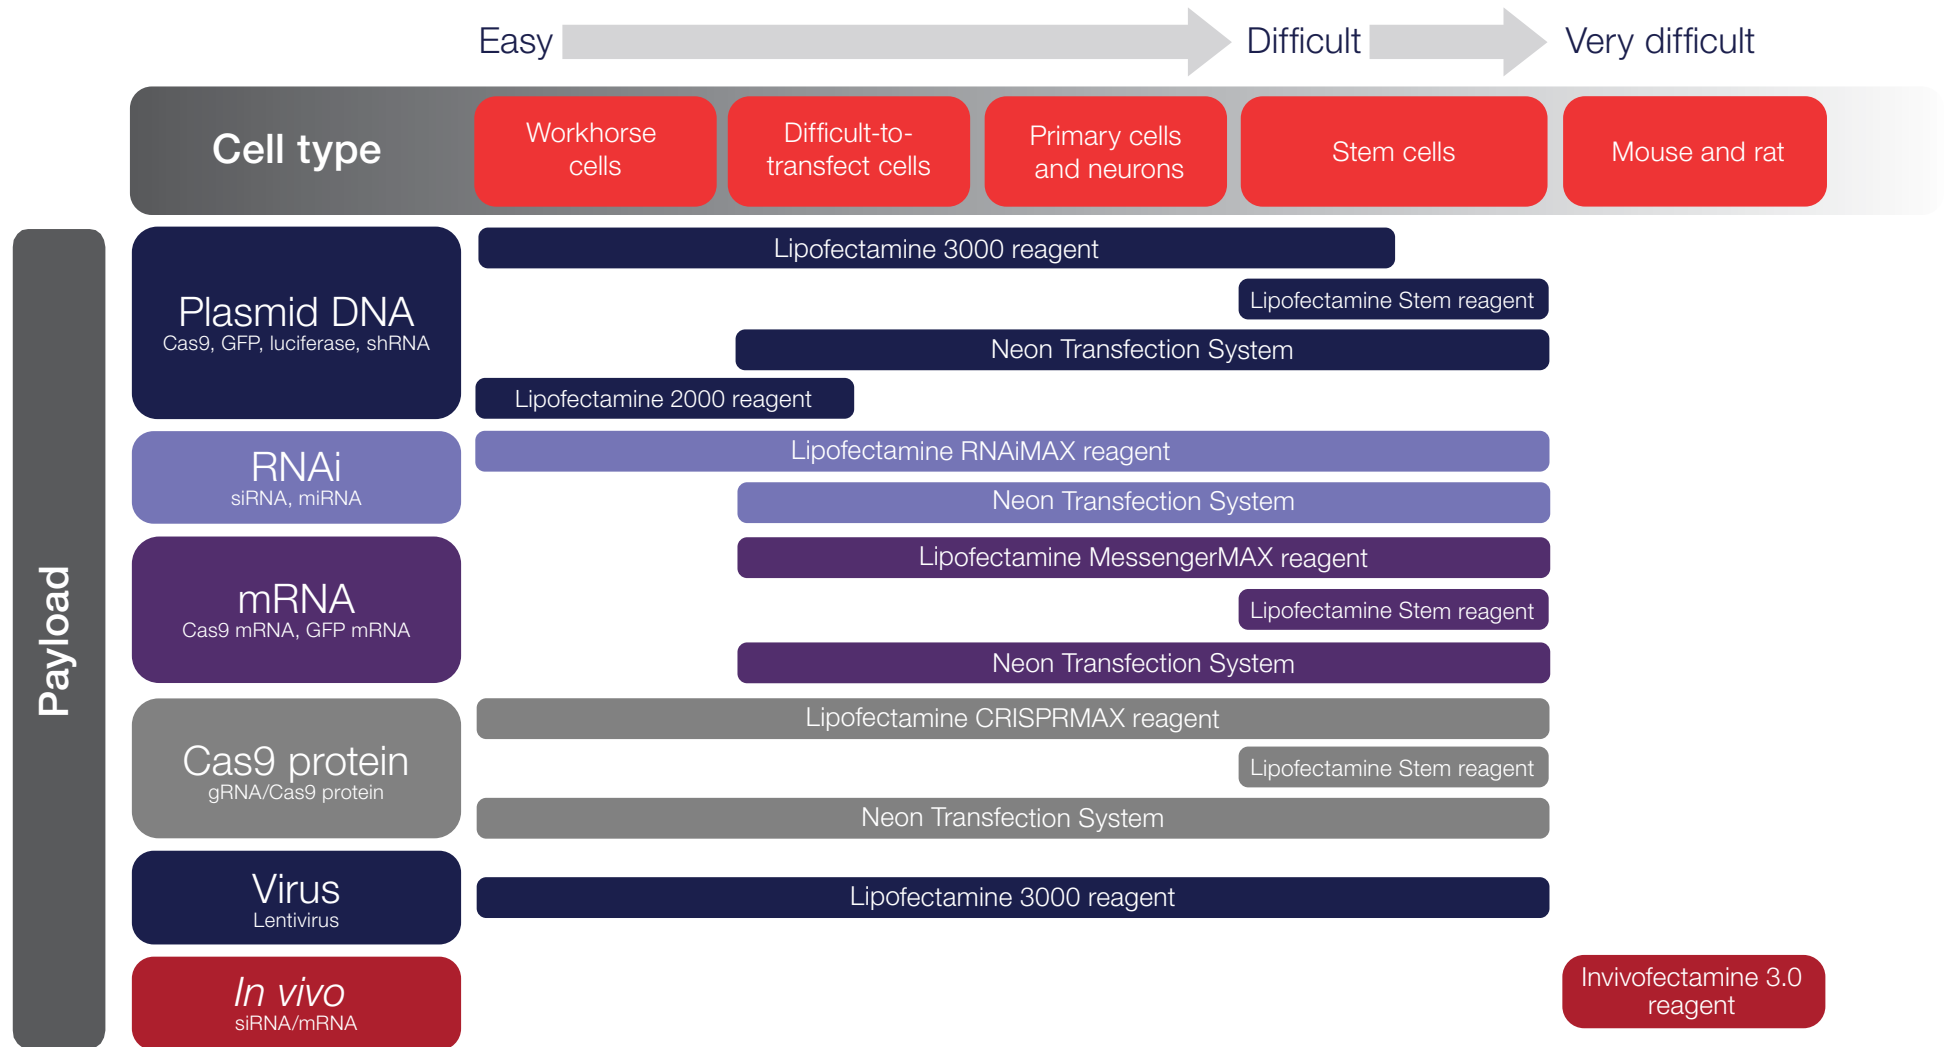 Easy
Difficult
Very difficult
Cell type
Workhorse
cells
Difficult-to-
transfect cells
Primary cells
and neurons
Stem cells
Mouse and rat
Payload
Plasmid DNA
Cas9, GFP, luciferase, shRNA
Lipofectamine 3000 reagent
Lipofectamine Stem reagent
Neon Transfection System
Lipofectamine 2000 reagent
RNAi
siRNA, miRNA
Lipofectamine RNAiMAX reagent
Neon Transfection System
mRNA
Cas9 mRNA, GFP mRNA
Lipofectamine MessengerMAX reagent
Lipofectamine Stem reagent
Neon Transfection System
Cas9 protein
gRNA/Cas9 protein
Lipofectamine CRISPRMAX reagent
Lipofectamine Stem reagent
Neon Transfection System
Virus
Lentivirus
Lipofectamine 3000 reagent
In vivo
siRNA/mRNA
Invivofectamine 3.0
reagent